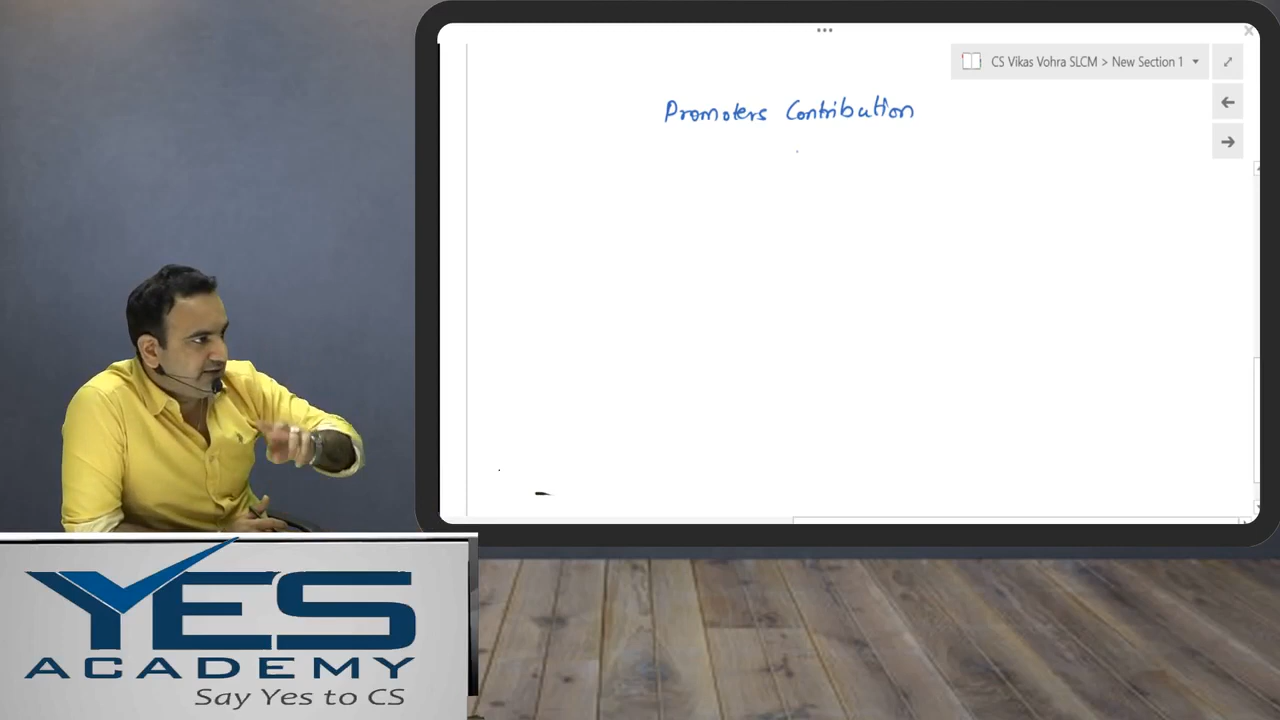 CS Vikas Vohra SLCM > New Section 1
Promoters Contribution
YES
ACADEMY
Say Yes to CS